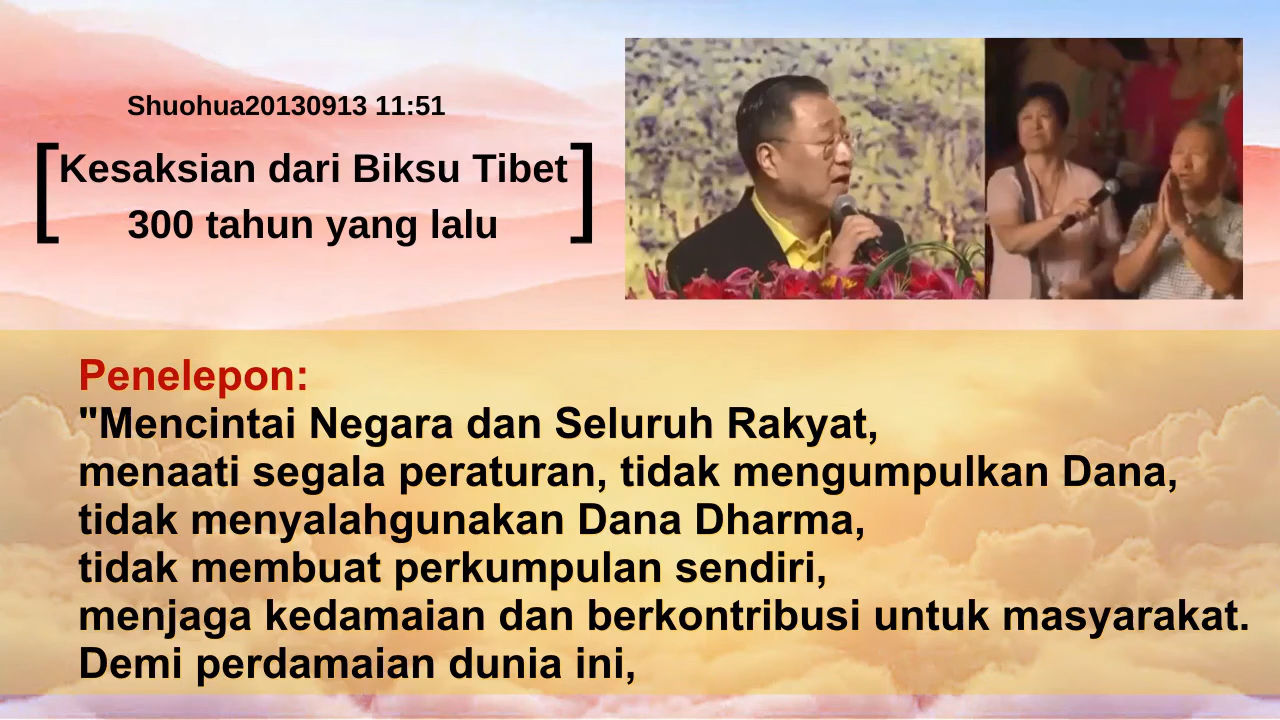 Shuohua20130913 11:51
[Kesaksian dari Biksu Tibet
300 tahun yang lalu]
Penelepon:
"Mencintai Negara dan Seluruh Rakyat,
menaati segala peraturan, tidak mengumpulkan Dana,
tidak menyalahgunakan Dana Dharma,
tidak membuat perkumpulan sendiri,
menjaga kedamaian dan berkontribusi untuk masyarakat.
Demi perdamaian dunia ini,